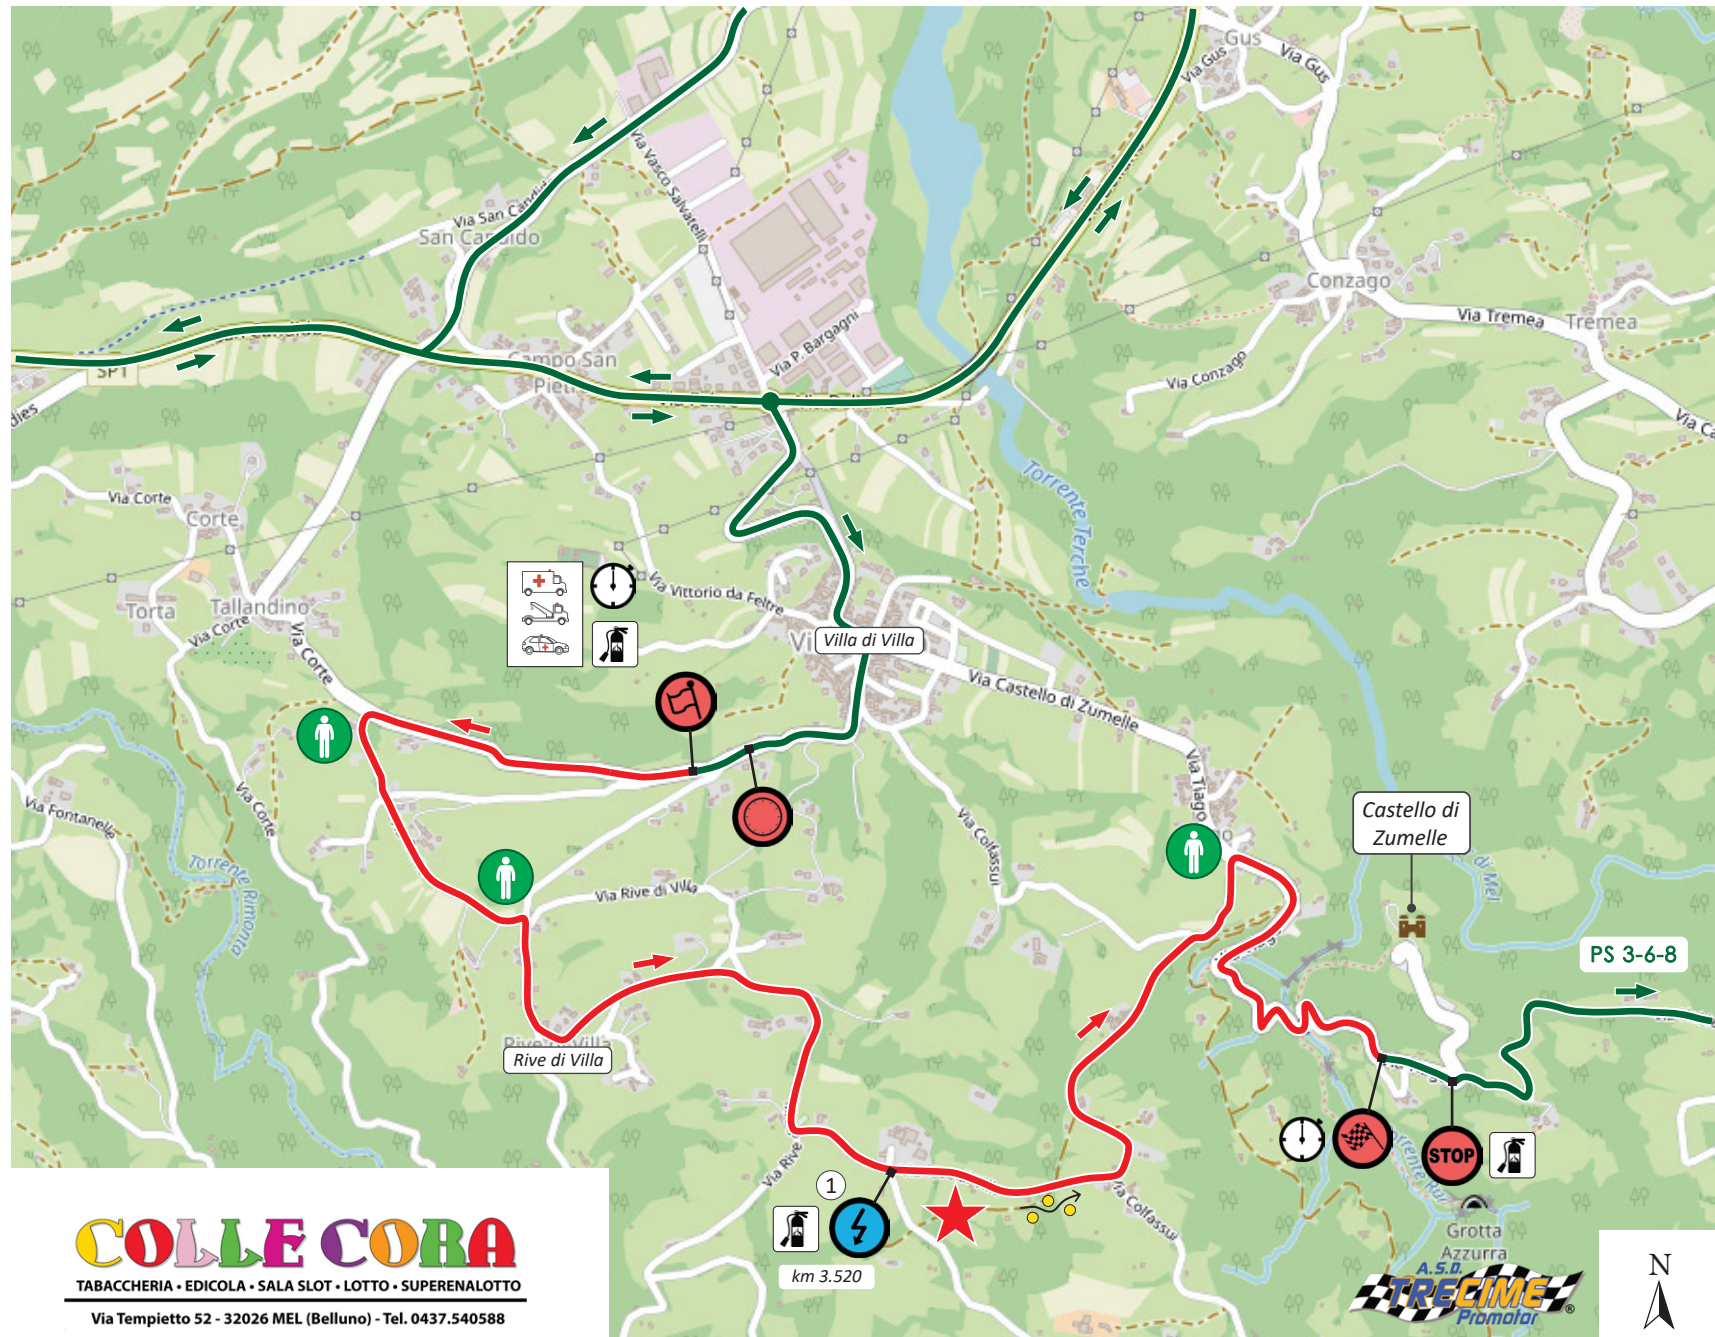 Gus
Via Gus
Via Gus
Via Vasco Salvatelli
Via San Candido
San Candido
Conzago
Via Tremea
Tremea
Via P. Bargagni
SP1
Campo San
Via Conzago
Via Ca
Torrente Terche
Via Corte
Corte
Torta
Tallandino
Via Corte
Via Corte
Via Vittorio da Feltre
Villa di Villa
Via Castello di Zumelle
Via Tiago
Via Corte
Via Fontanelle
Torrente Rimonta
Via Colfassui
Castello di
Zumelle
di Mel
Via Rive di Villa
PS 3-6-8
Rive di Villa
Rive di Villa
Via Rive
1
km 3.520
Via Colfassui
STOP
Grotta
Azzurra
COLLE CORA
TABACCHERIA • EDICOLA • SALA SLOT • LOTTO • SUPERENALOTTO
Via Tempietto 52 - 32026 MEL (Belluno) - Tel. 0437.540588
A.S.D.
TRECIME
Promotor
®
N